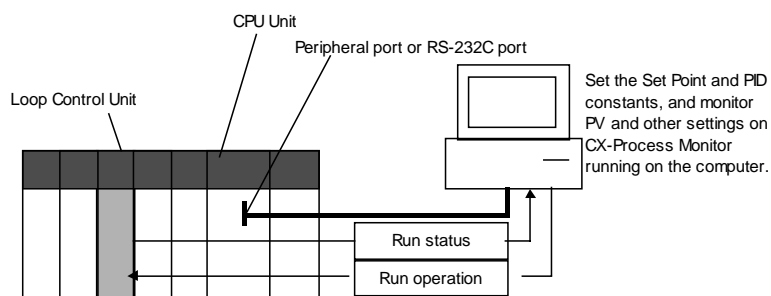 CPU Unit
Peripheral port or RS-232C port
Loop Control Unit
Set the Set Point and PID
constants, and monitor
PV and other settings on
CX-Process Monitor
running on the computer.
Run status
Run operation